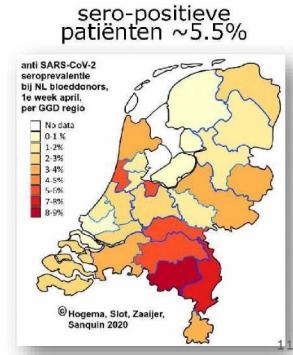 sero-positieve
patiënten ~5.5%
anti SARS-CoV-2
seroprevalentie
bij NL bloeddonors,
1e week april,
per GGD regio
No data
0-1 %
1-2%
2-3%
3-4%
4-5%
5-6%
7-8%
8-9%
© Hogema, Slot, Zaaijer,
Sanquin 2020
11